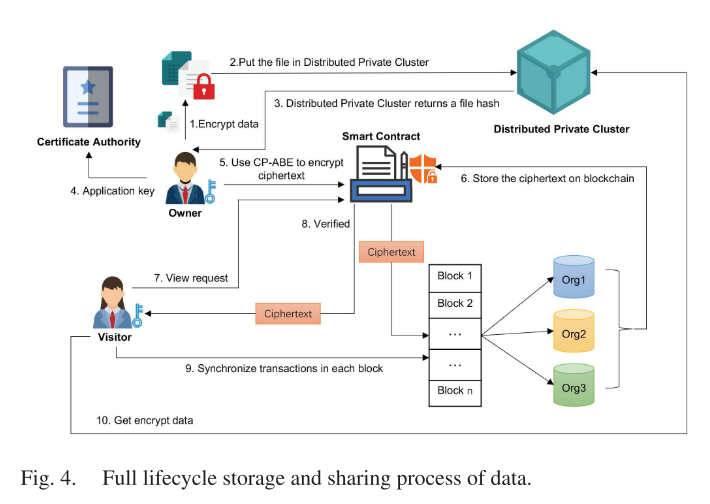 2.Put the file in Distributed Private Cluster
3. Distributed Private Cluster returns a file hash
1.Encrypt data
Distributed Private Cluster
Certificate Authority
Smart Contract
5. Use CP-ABE to encrypt
ciphertext
4. Application key
Owner
6. Store the ciphertext on blockchain
8. Verified
Ciphertext
7. View request
Block 1
Org1
Block 2
Ciphertext
...
Org2
Visitor
...
9. Synchronize transactions in each block
Block n
Org3
10. Get encrypt data
Fig. 4. Full lifecycle storage and sharing process of data.